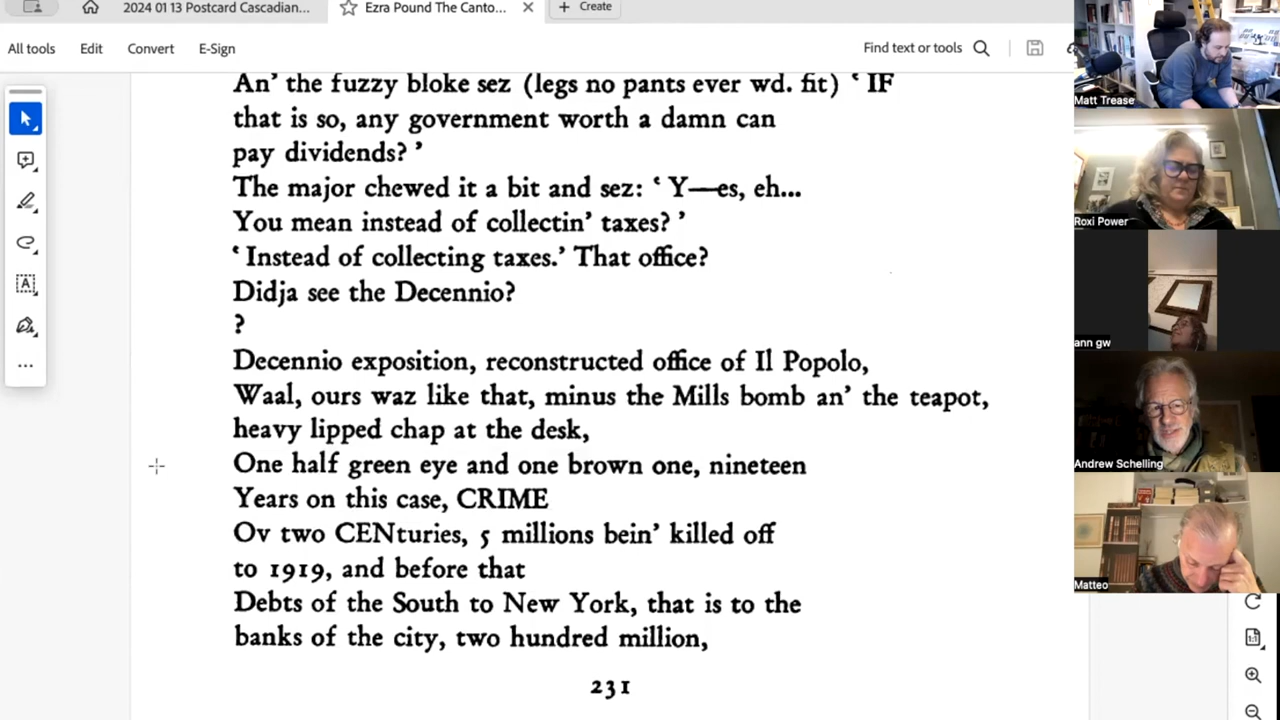 2024 01 13 Postcard Cascadian...
Ezra Pound The Canto...
Create
All tools
Edit
Convert
E-Sign
Find text or tools
An' the fuzzy bloke sez (legs no pants ever wd. fit) ‘ IF
that is so, any government worth a damn can
pay dividends? ’
The major chewed it a bit and sez: ‘ Y—es, eh...
You mean instead of collectin’ taxes? ’
‘ Instead of collecting taxes.’ That office?
Didja see the Decennio?
?
Decennio exposition, reconstructed office of Il Popolo,
Waal, ours waz like that, minus the Mills bomb an’ the teapot,
heavy lipped chap at the desk,
One half green eye and one brown one, nineteen
Years on this case, CRIME
Ov two CENturies, 5 millions bein’ killed off
to 1919, and before that
Debts of the South to New York, that is to the
banks of the city, two hundred million,
231
Matt Trease
Roxi Power
ann gw
Andrew Schelling
Matteo